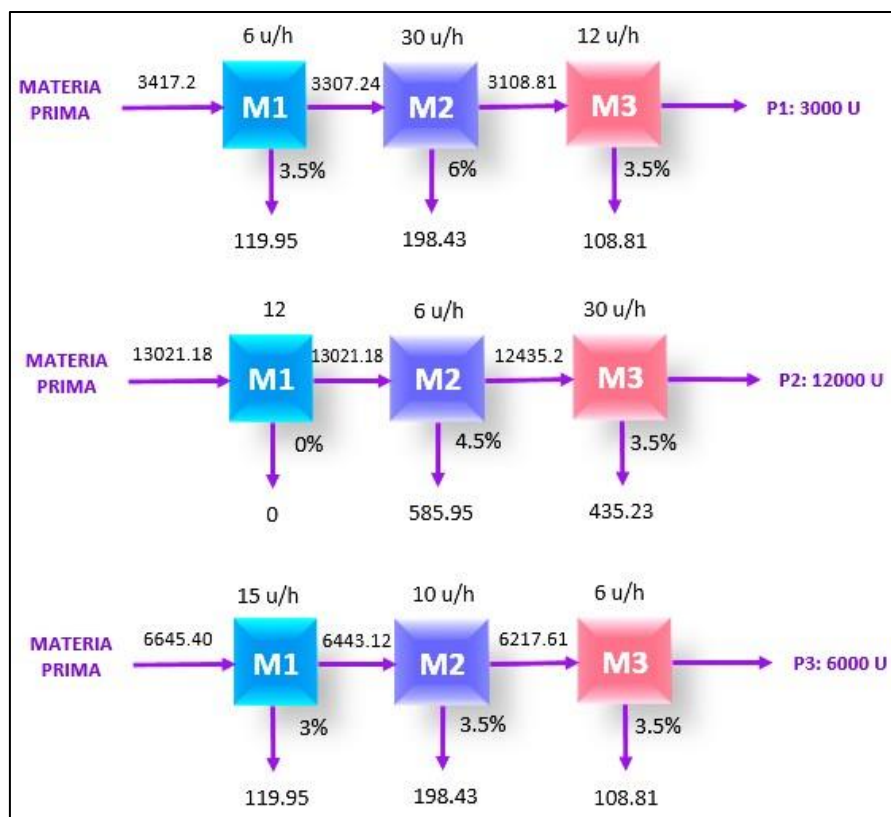 6 u/h 30 u/h 12 u/h
MATERIA PRIMA 3417.2 M1 3307.24 M2 3108.81 M3 P1: 3000 U
3.5% 6% 3.5%
119.95 198.43 108.81
12 6 u/h 30 u/h
MATERIA PRIMA 13021.18 M1 13021.18 M2 12435.2 M3 P2: 12000 U
0% 4.5% 3.5%
0 585.95 435.23
15 u/h 10 u/h 6 u/h
MATERIA PRIMA 6645.40 M1 6443.12 M2 6217.61 M3 P3: 6000 U
3% 3.5% 3.5%
119.95 198.43 108.81